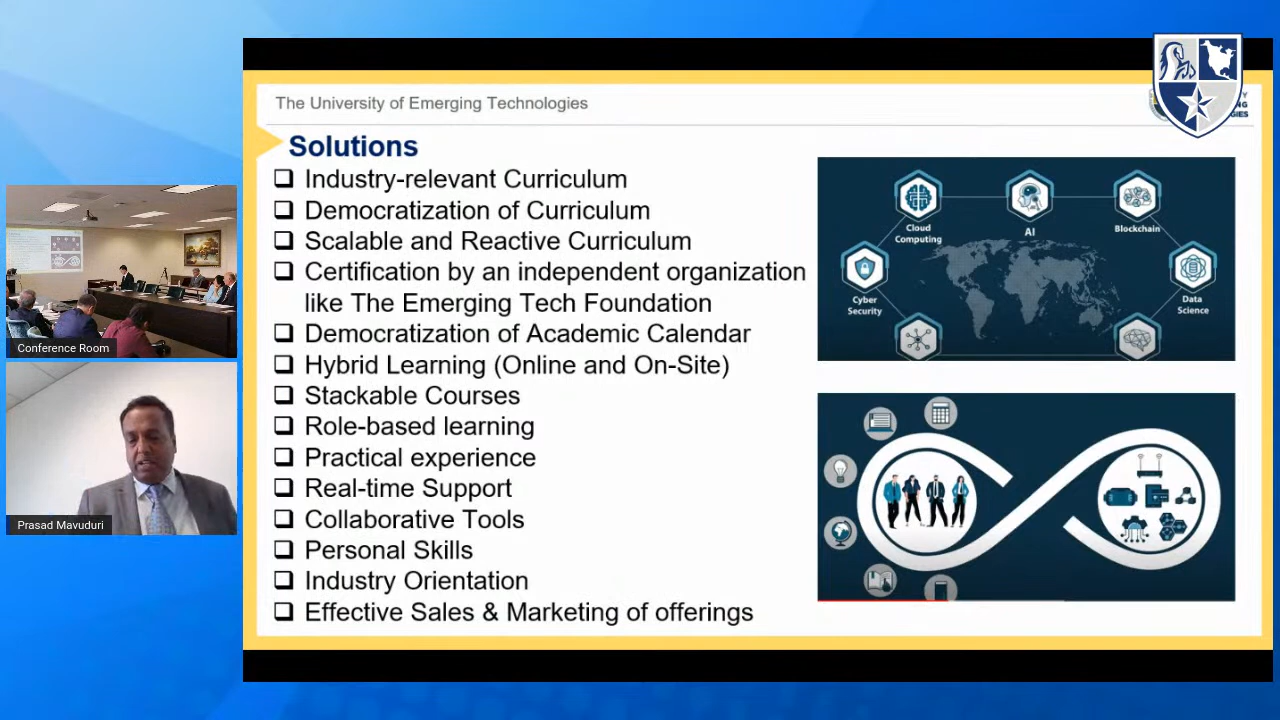 The University of Emerging Technologies
Solutions
Industry-relevant Curriculum
Democratization of Curriculum
Scalable and Reactive Curriculum
Certification by an independent organization
like The Emerging Tech Foundation
Democratization of Academic Calendar
Hybrid Learning (Online and On-Site)
Stackable Courses
Role-based learning
Practical experience
Real-time Support
Collaborative Tools
Personal Skills
Industry Orientation
Effective Sales & Marketing of offerings
Cloud
Computing
AI
Blockchain
Cyber
Security
Data
Science
Conference Room
Prasad Mavuduri